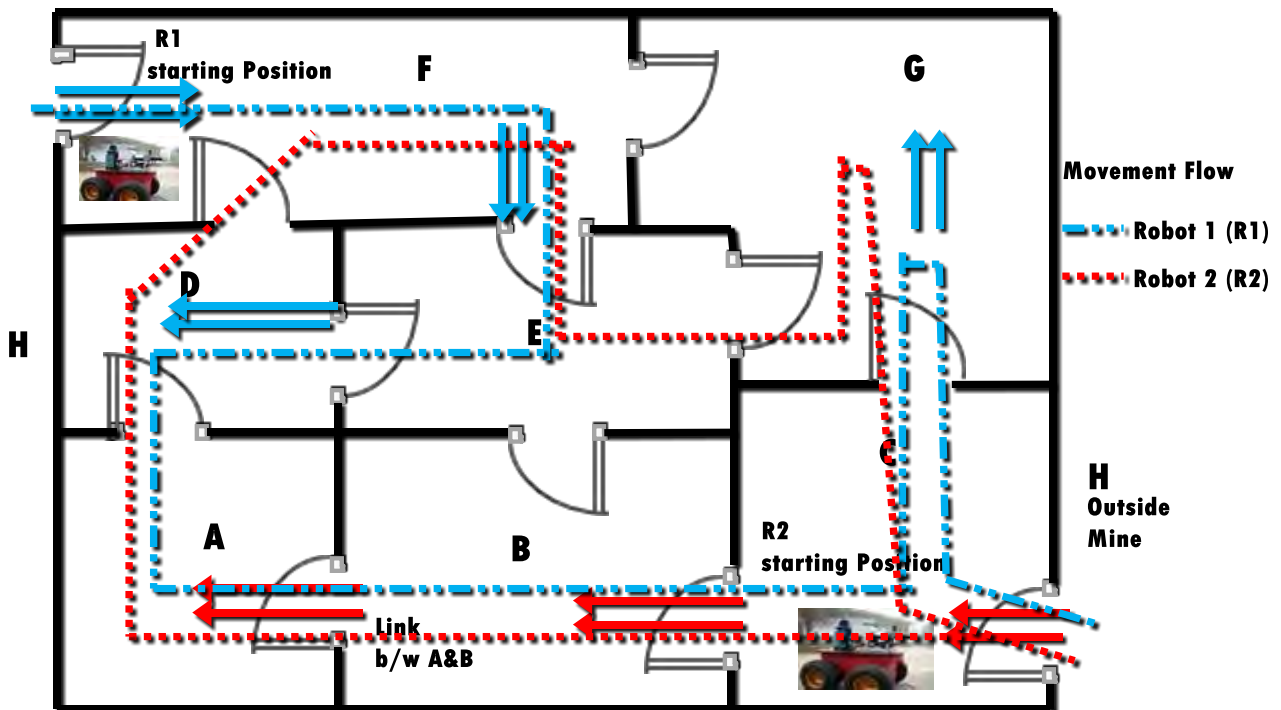 R1
starting Position
F
G
Movement Flow
Robot 1 (R1)
Robot 2 (R2)
D
H
E
C
H
Outside
Mine
A
B
R2
starting Position
Link
b/w A&B